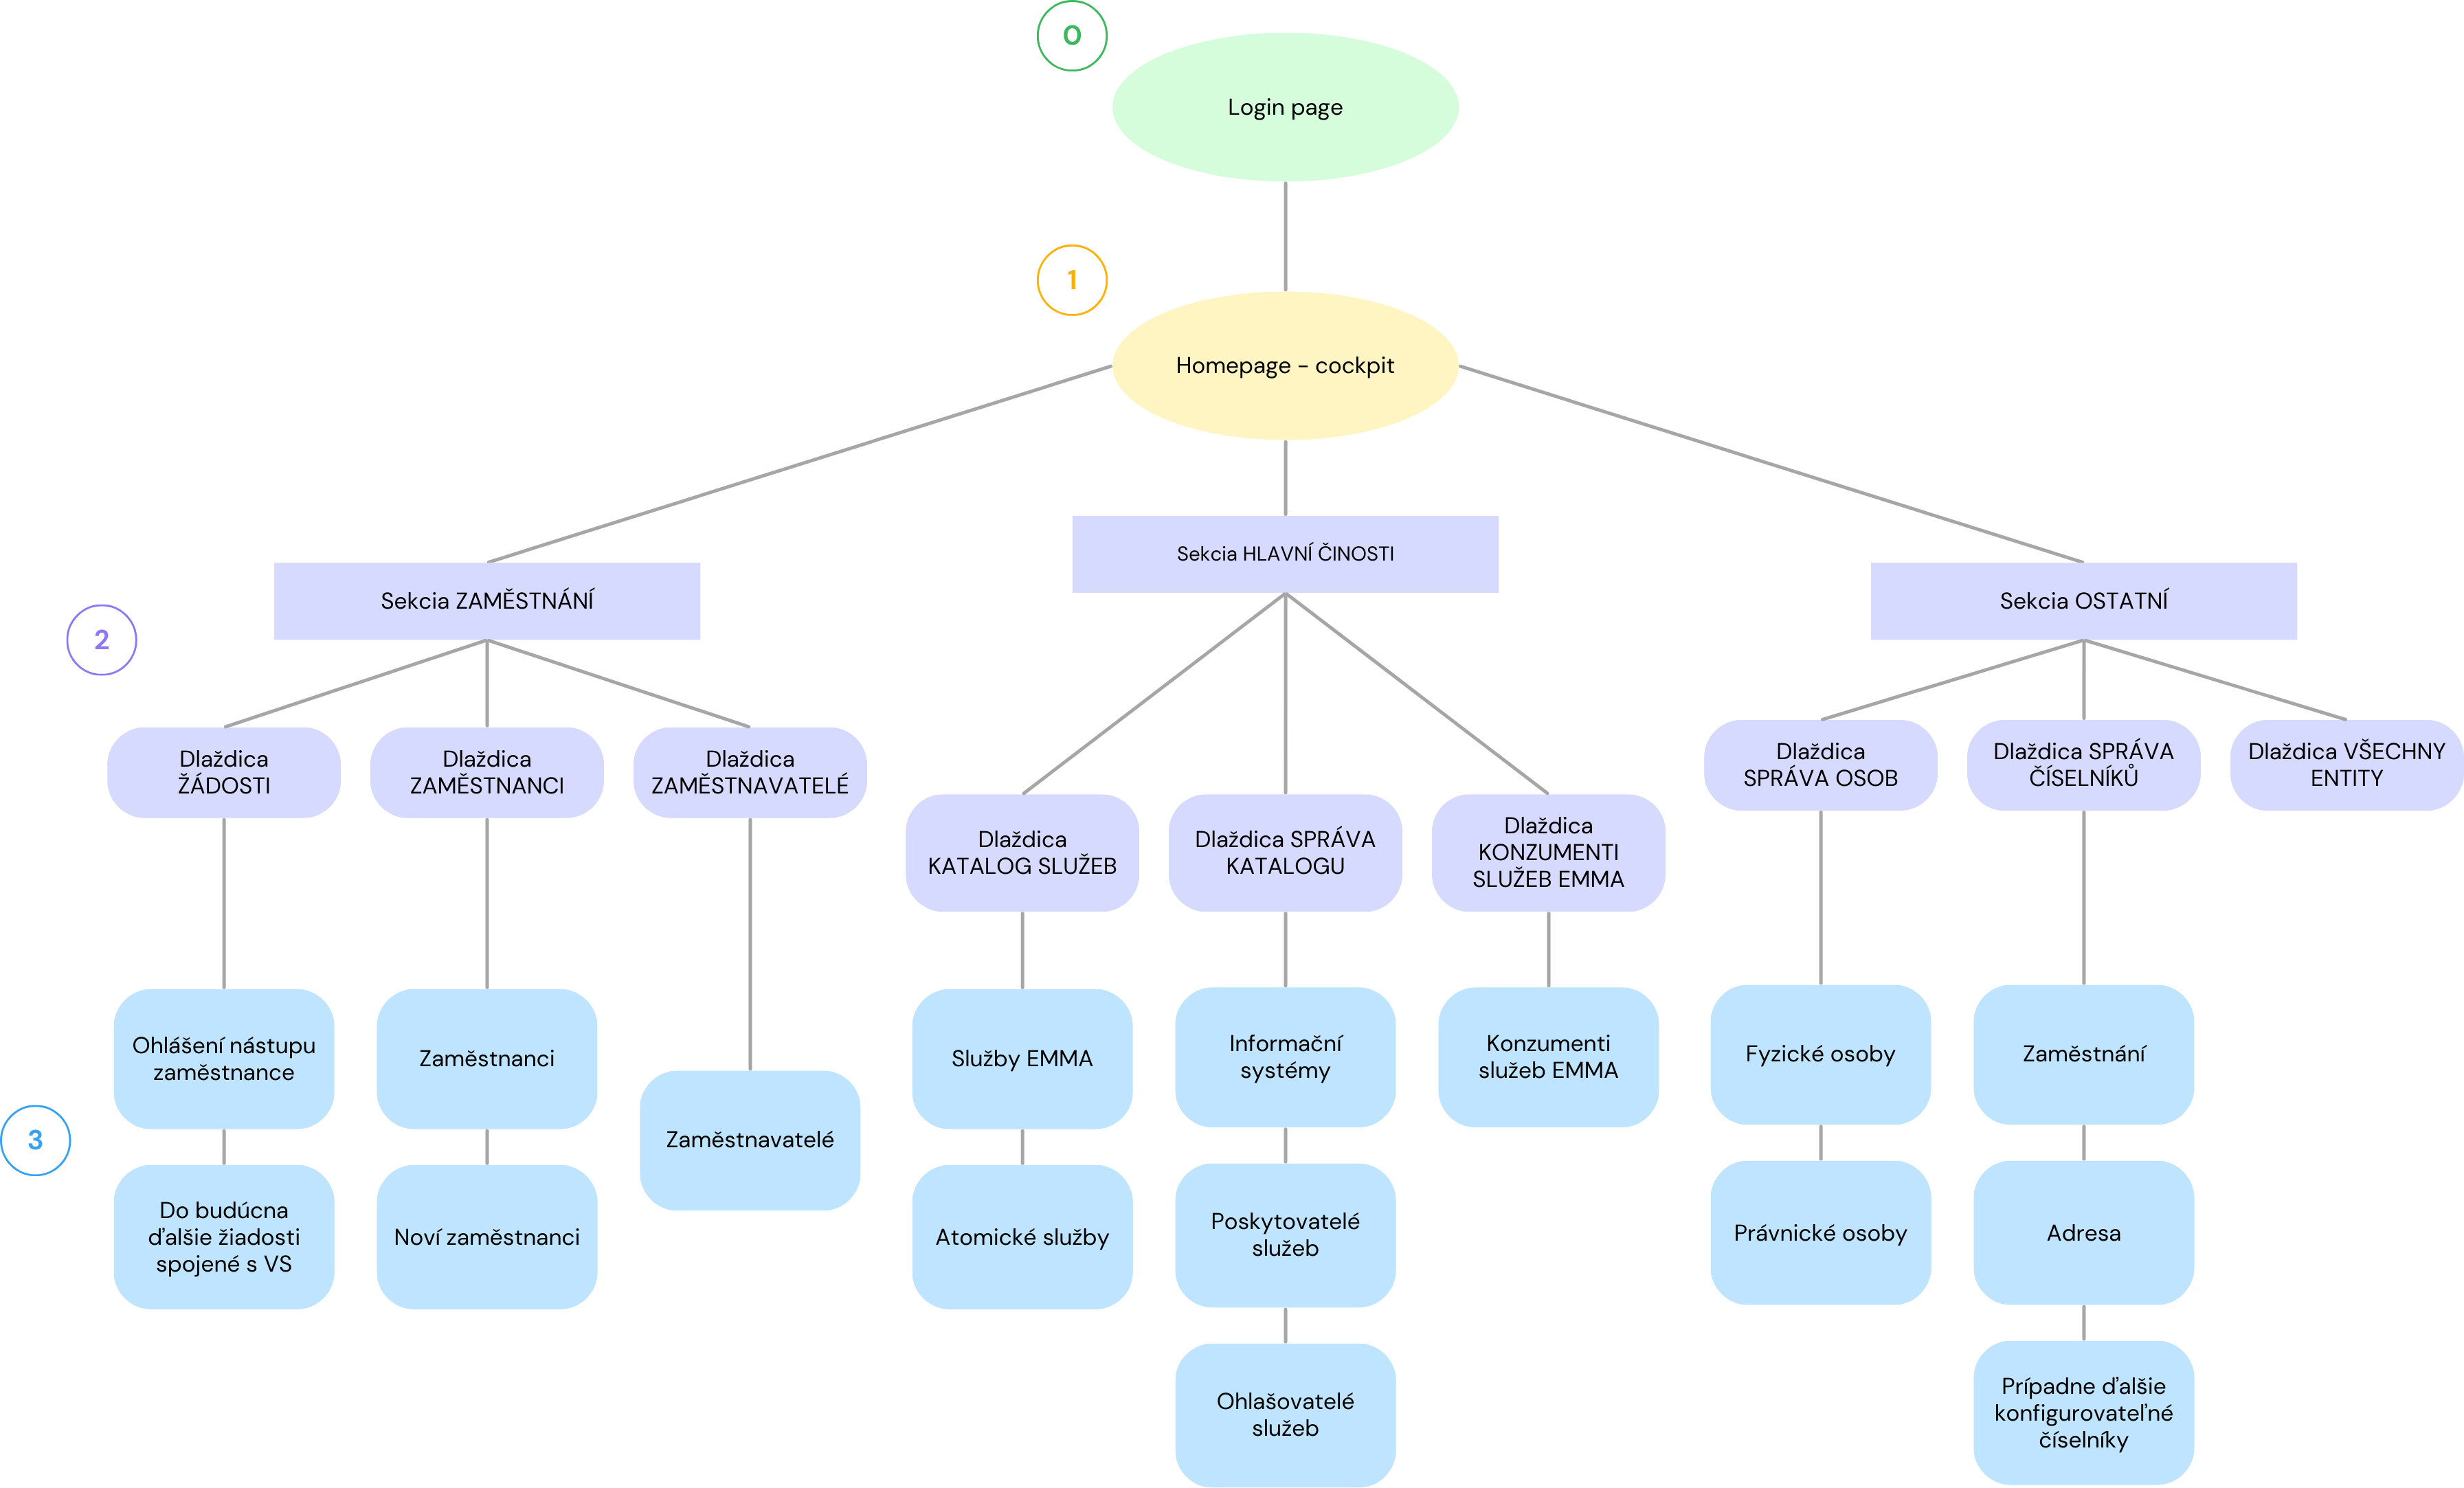 0
Login page
1
Homepage - cockpit
Sekcia HLAVNÍ ČINOSTI
Sekcia ZAMĚSTNÁNÍ
Sekcia OSTATNÍ
2
Dlaždica
ŽÁDOSTI
Dlaždica
ZAMĚSTNANCI
Dlaždica
ZAMĚSTNAVATELÉ
Dlaždica
KATALOG SLUŽEB
Dlaždica SPRÁVA
KATALOGU
Dlaždica
KONZUMENTI
SLUŽEB EMMA
Dlaždica
SPRÁVA OSOB
Dlaždica SPRÁVA
ČÍSELNÍKŮ
Dlaždica VŠECHNY
ENTITY
3
Ohlášení nástupu
zaměstnance
Zaměstnanci
Zaměstnavatelé
Služby EMMA
Informační
systémy
Konzumenti
služeb EMMA
Fyzické osoby
Zaměstnání
Do budúcna
ďalšie žiadosti
spojené s VS
Noví zaměstnanci
Atomické služby
Poskytovatelé
služeb
Právnické osoby
Adresa
Ohlašovatelé
služeb
Prípadne ďalšie
konfigurovateľné
číselníky